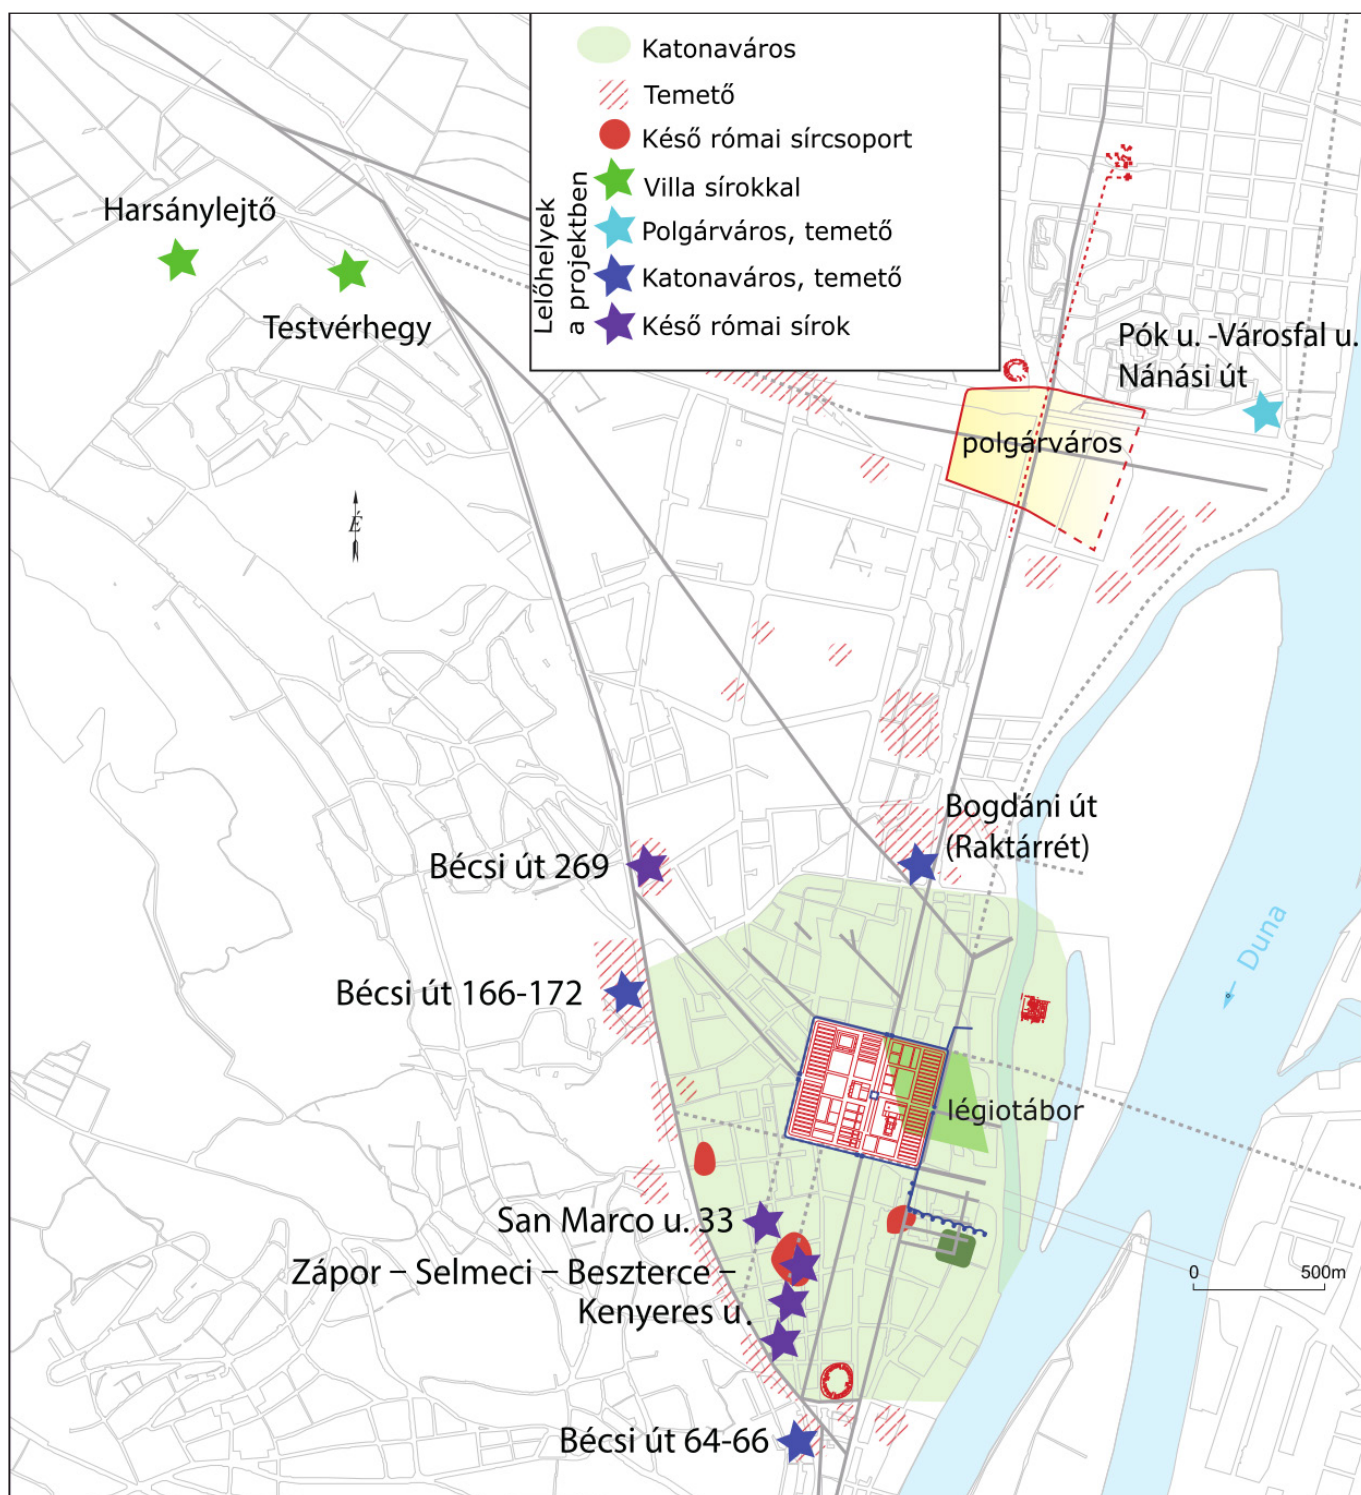 Katonaváros
Temető
Késő római sírcsoport
Lelőhelyek
a projektben
Villa sírokkal
Polgárváros, temető
Katonaváros, temető
Késő római sírok
Harsánylejtő
Testvérhegy
Pók u. -Városfal u.
Nánási út
polgárváros
É
Bogdáni út
(Raktárrét)
Bécsi út 269
Duna
Bécsi út 166-172
légiotábor
San Marco u. 33
Zápor – Selmeci – Beszterce –
Kenyeres u.
0 500m
Bécsi út 64-66